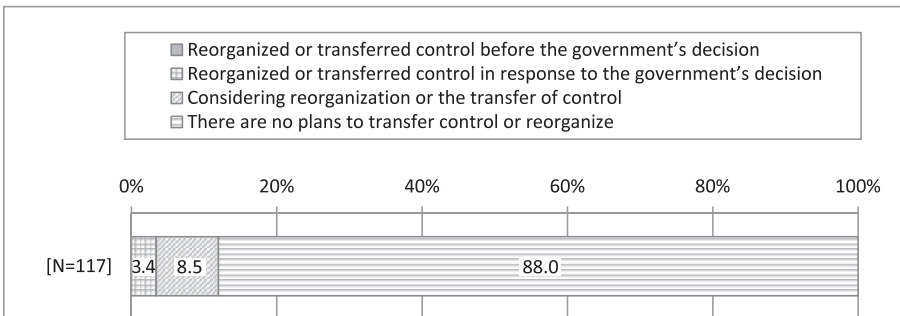 Reorganized or transferred control before the government’s decision
Reorganized or transferred control in response to the government’s decision
Considering reorganization or the transfer of control
There are no plans to transfer control or reorganize
0% 20% 40% 60% 80% 100%
[N=117] 3.4 8.5 88.0